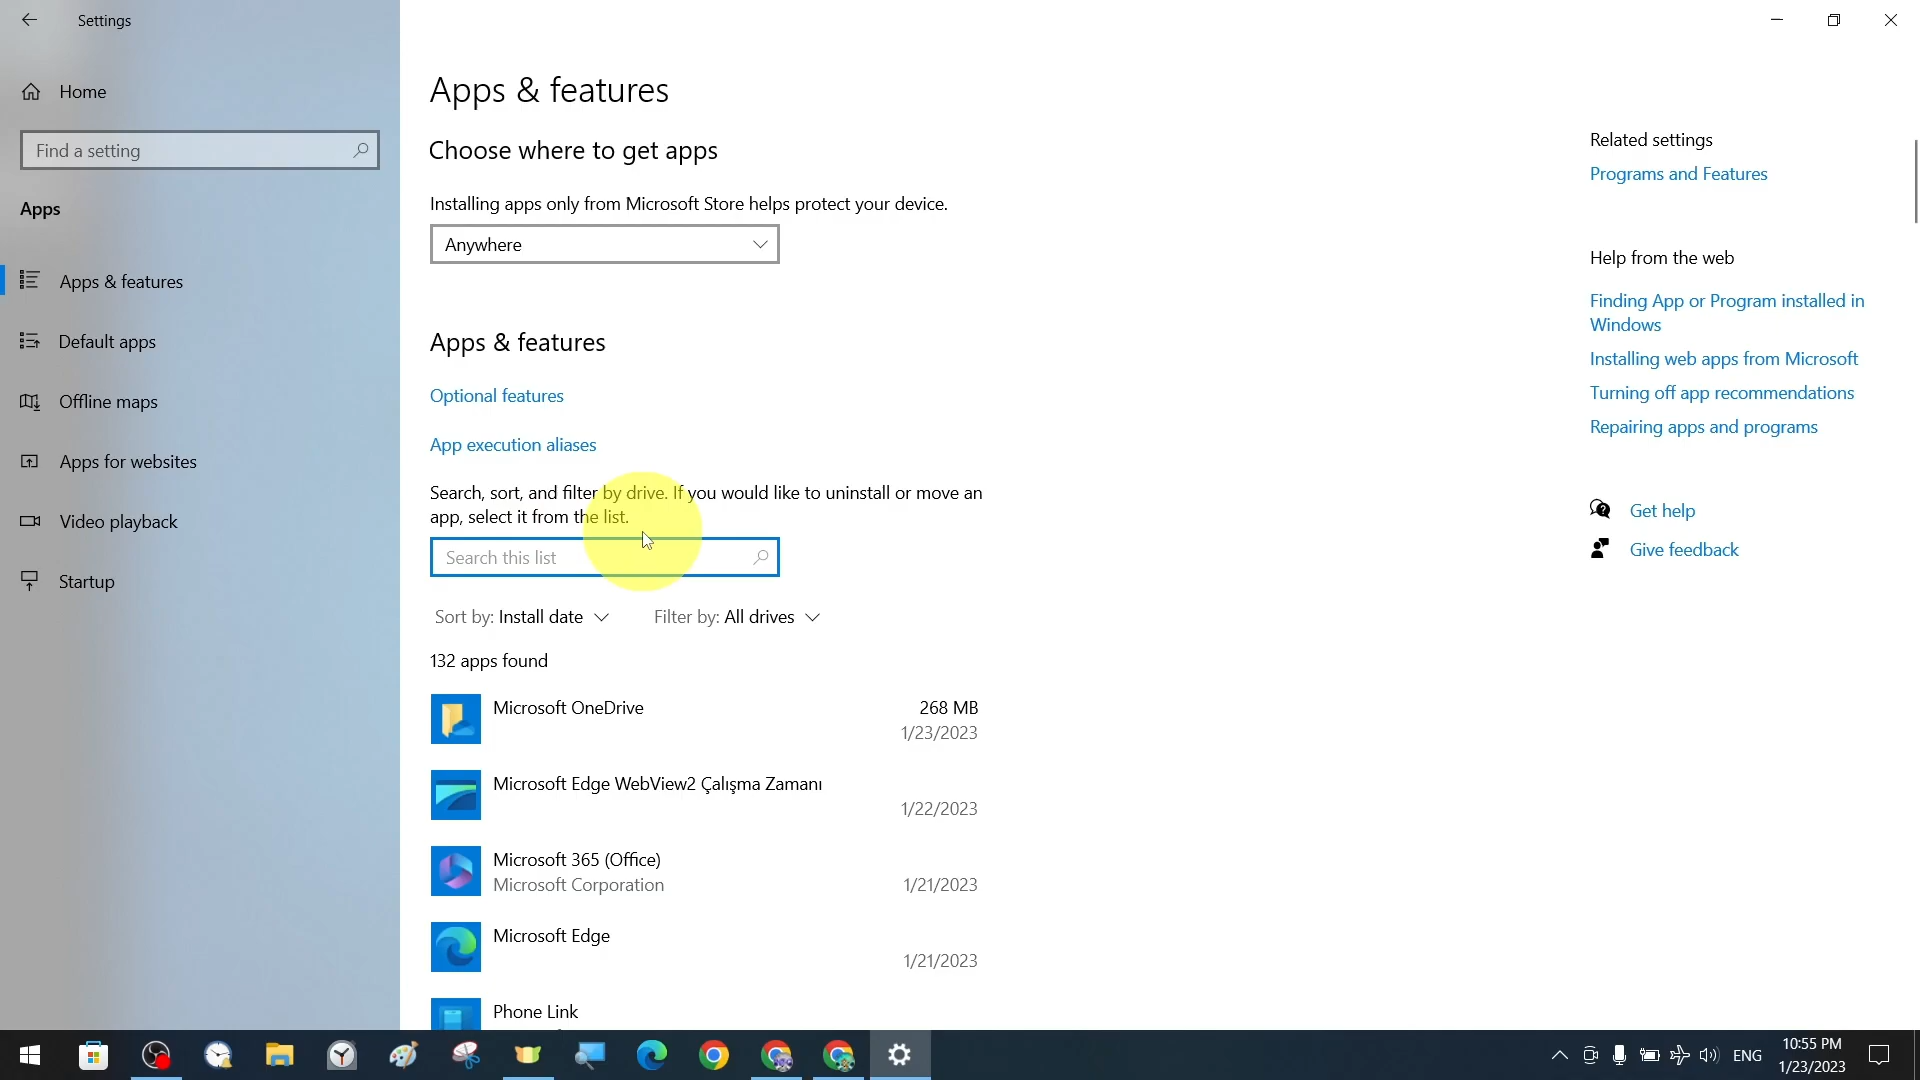 Settings
Home
Find a setting
Apps
Apps & features
Default apps
Offline maps
Apps for websites
Video playback
Startup
Apps & features
Choose where to get apps
Installing apps only from Microsoft Store helps protect your device.
Anywhere
Apps & features
Optional features
App execution aliases
Search, sort, and filter by drive. If you would like to uninstall or move an
app, select it from the list.
Search this list
Sort by: Install date Filter by: All drives
132 apps found
Microsoft OneDrive 268 MB
1/23/2023
Microsoft Edge WebView2 Çalışma Zamanı
1/22/2023
Microsoft 365 (Office)
Microsoft Corporation 1/21/2023
Microsoft Edge
1/21/2023
Phone Link
Related settings
Programs and Features
Help from the web
Finding App or Program installed in
Windows
Installing web apps from Microsoft
Turning off app recommendations
Repairing apps and programs
Get help
Give feedback
ENG
10:55 PM
1/23/2023